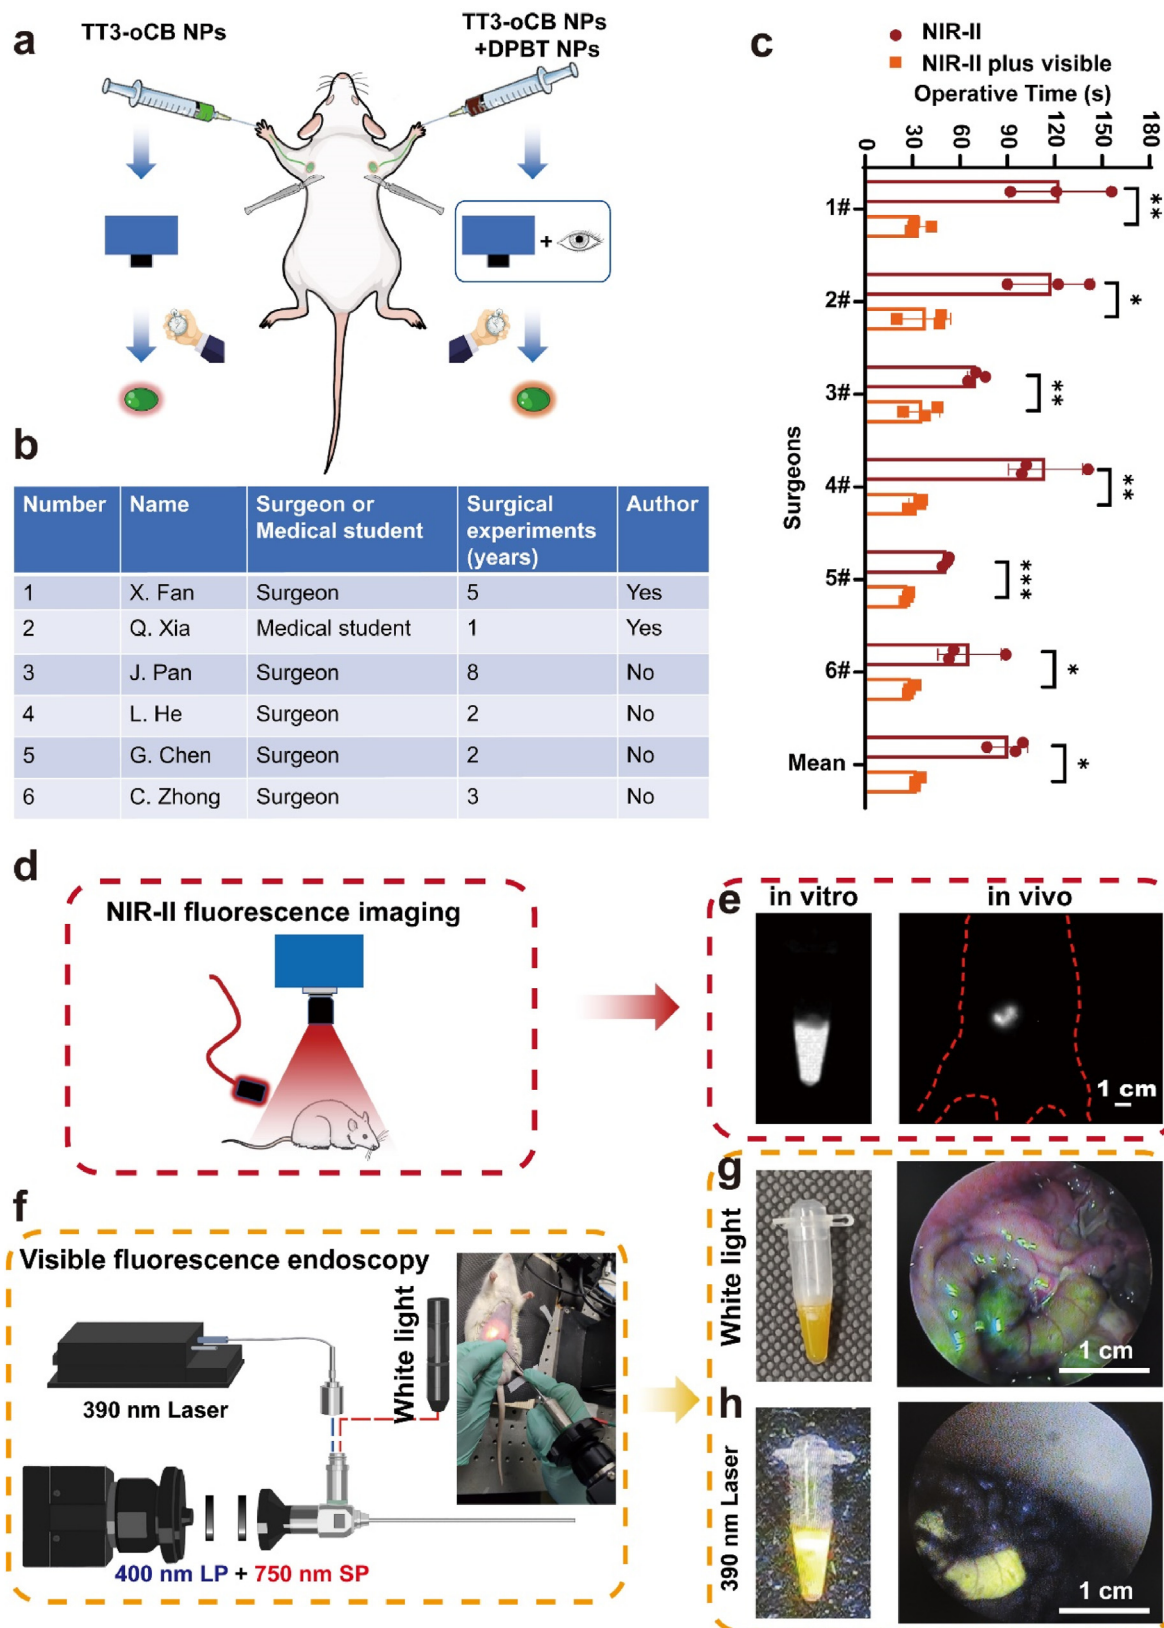 a
TT3-oCB NPs
TT3-oCB NPs
+DPBT NPs
+
b
Number Name Surgeon or Medical student Surgical experiments (years) Author
1 X. Fan Surgeon 5 Yes
2 Q. Xia Medical student 1 Yes
3 J. Pan Surgeon 8 No
4 L. He Surgeon 2 No
5 G. Chen Surgeon 2 No
6 C. Zhong Surgeon 3 No
c
NIR-II
NIR-II plus visible
Operative Time (s)
0 30 60 90 120 150 180
Surgeons
1# **
2# *
3# **
4# **
5# ***
6# *
Mean *
d
NIR-II fluorescence imaging
e
in vitro in vivo
1 cm
f
Visible fluorescence endoscopy
White light
390 nm Laser
400 nm LP + 750 nm SP
g
White light
1 cm
h
390 nm Laser
1 cm